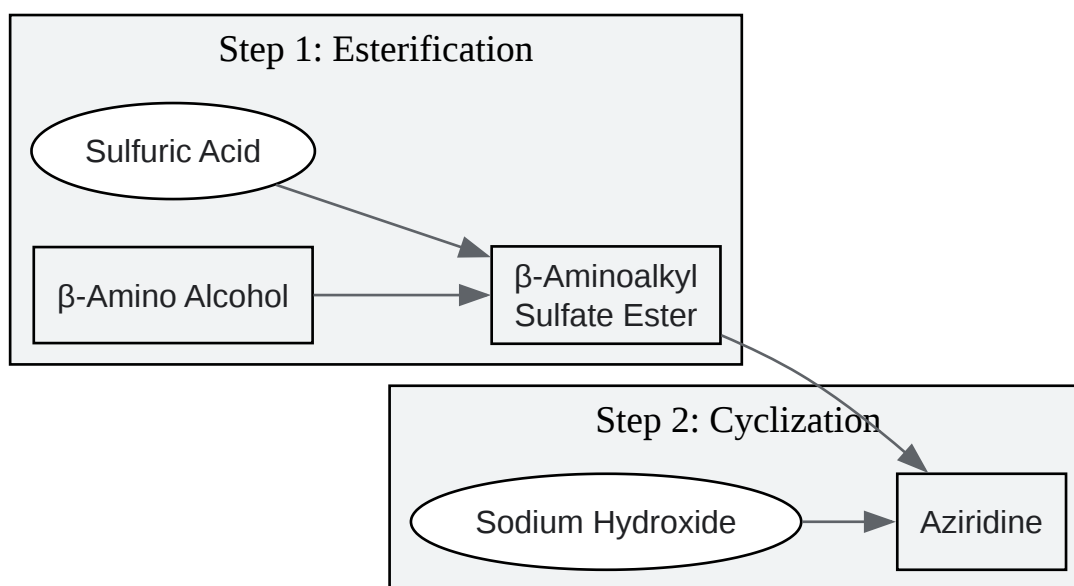 Step 1: Esterification
Sulfuric Acid
β-Amino Alcohol
β-Aminoalkyl
Sulfate Ester
Step 2: Cyclization
Sodium Hydroxide
Aziridine